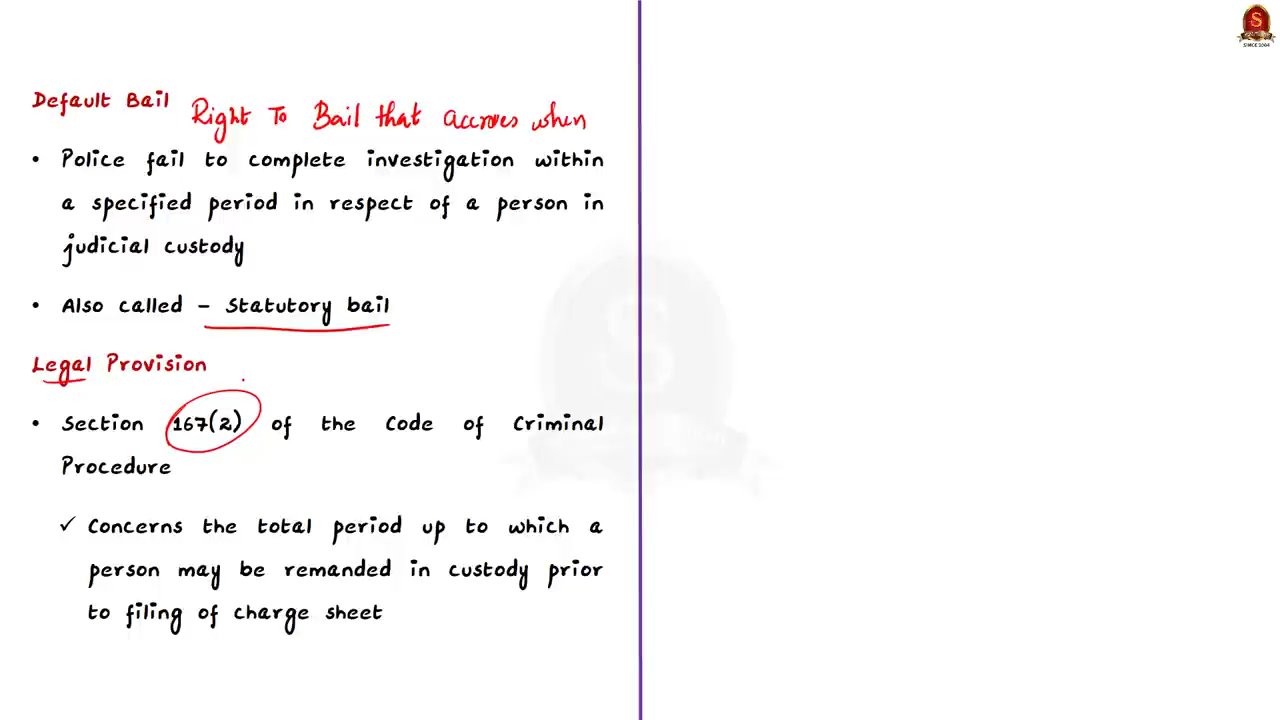 Default Bail Right To Bail that accrues when
• Police fail to complete investigation within
a specified period in respect of a person in
judicial custody
• Also called – Statutory bail
Legal Provision
• Section 167(2) of the Code of Criminal
Procedure
✓ Concerns the total period up to which a
person may be remanded in custody prior
to filing of charge sheet
S
SINCE 2004